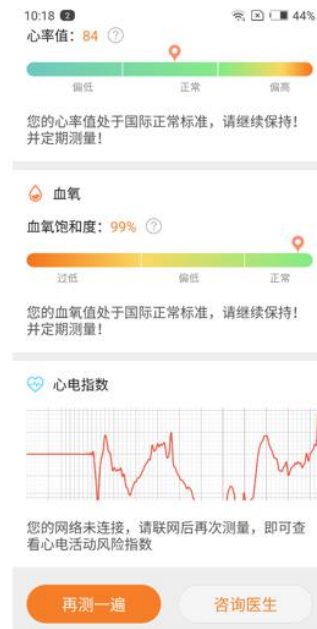 10:18 2 44%
心率值：84 ?
偏低 正常 偏高
您的心率值处于国际正常标准，请继续保持！
并定期测量！
血氧
血氧饱和度：99% ?
过低 偏低 正常
您的血氧值处于国际正常标准，请继续保持！
并定期测量！
心电指数
您的网络未连接，请联网后再次测量，即可查
看心电活动风险指数
再测一遍 咨询医生